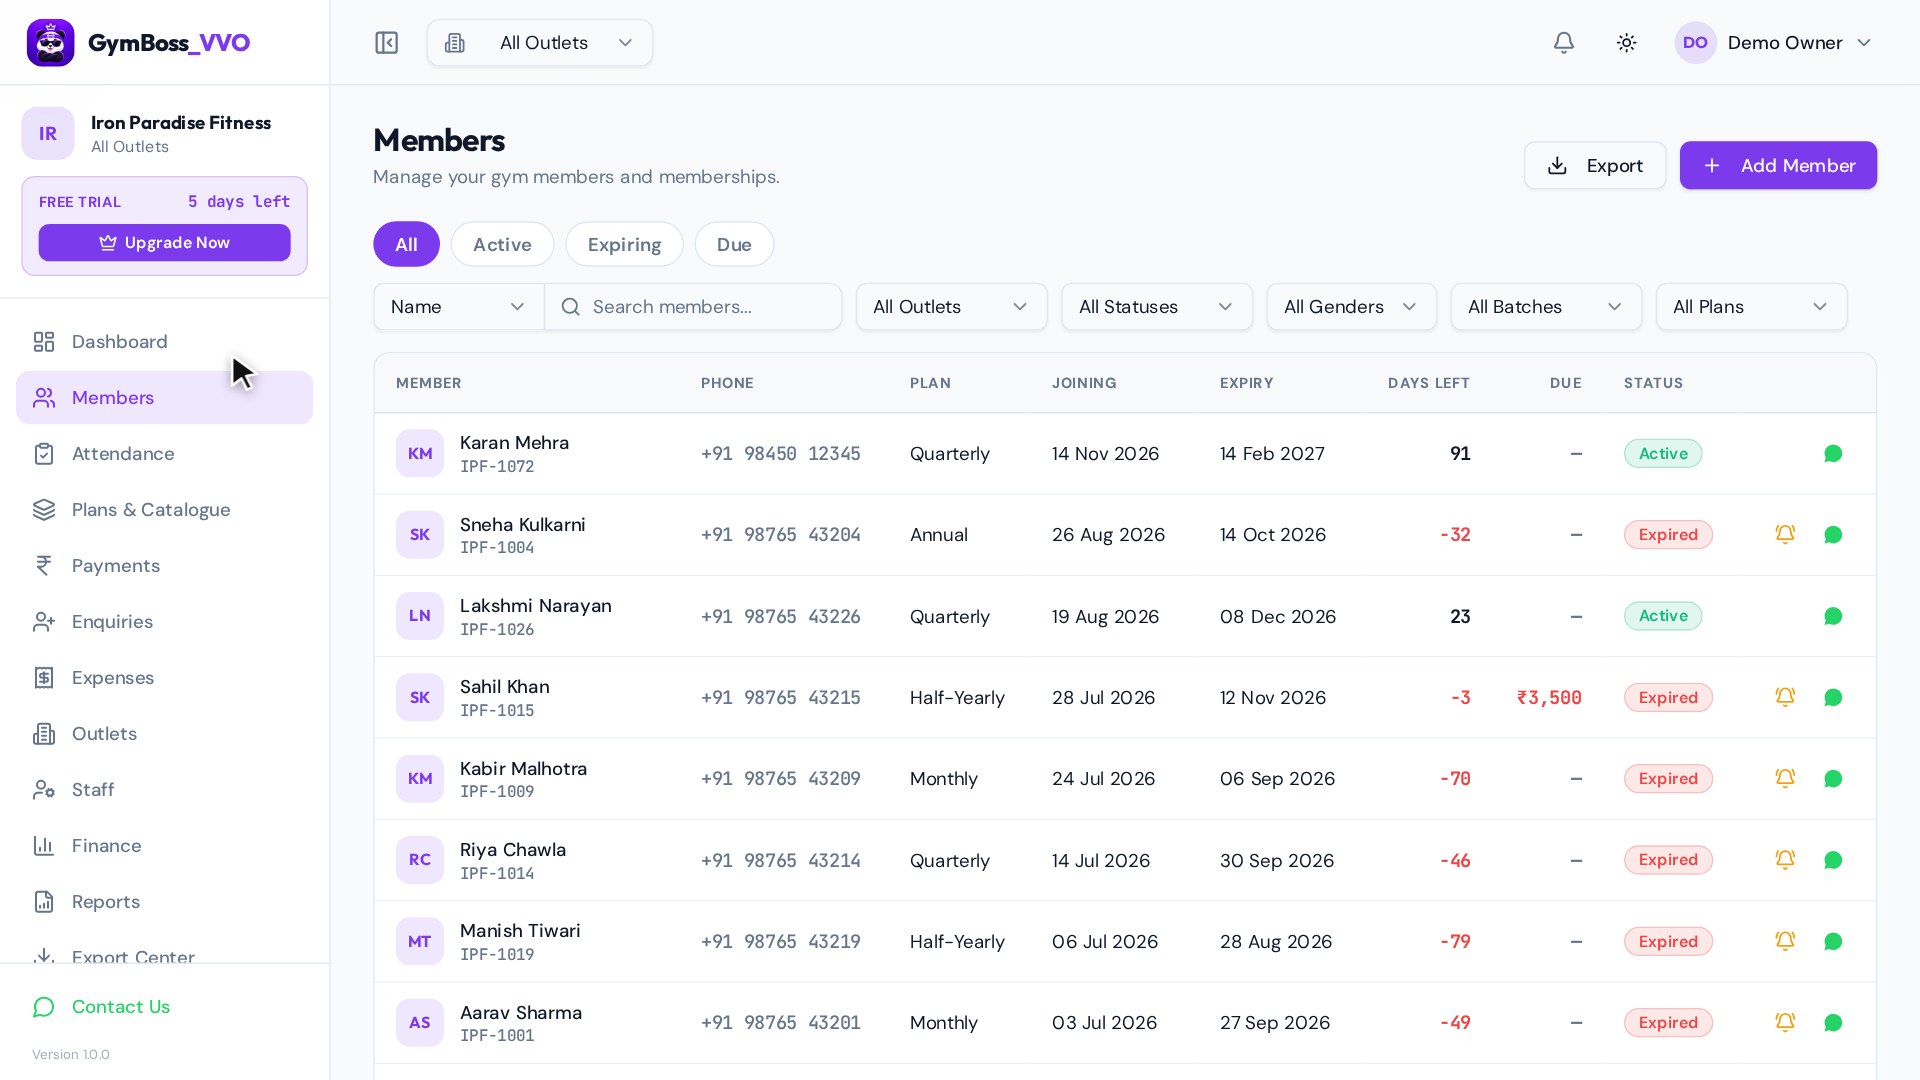 GymBoss_VVO
All Outlets
DO
Demo Owner
IR
Iron Paradise Fitness
All Outlets
FREE TRIAL
5 days left
Upgrade Now
Dashboard
Members
Attendance
Plans & Catalogue
Payments
Enquiries
Expenses
Outlets
Staff
Finance
Reports
Export Center
Contact Us
Version 1.0.0
Members
Manage your gym members and memberships.
Export
Add Member
All
Active
Expiring
Due
Name
Search members...
All Outlets
All Statuses
All Genders
All Batches
All Plans
MEMBER PHONE PLAN JOINING EXPIRY DAYS LEFT DUE STATUS
KM Karan Mehra +91 98450 12345 Quarterly 14 Nov 2026 14 Feb 2027 91 – Active
IPF-1072
SK Sneha Kulkarni +91 98765 43204 Annual 26 Aug 2026 14 Oct 2026 -32 – Expired
IPF-1004
LN Lakshmi Narayan +91 98765 43226 Quarterly 19 Aug 2026 08 Dec 2026 23 – Active
IPF-1026
SK Sahil Khan +91 98765 43215 Half-Yearly 28 Jul 2026 12 Nov 2026 -3 ₹3,500 Expired
IPF-1015
KM Kabir Malhotra +91 98765 43209 Monthly 24 Jul 2026 06 Sep 2026 -70 – Expired
IPF-1009
RC Riya Chawla +91 98765 43214 Quarterly 14 Jul 2026 30 Sep 2026 -46 – Expired
IPF-1014
MT Manish Tiwari +91 98765 43219 Half-Yearly 06 Jul 2026 28 Aug 2026 -79 – Expired
IPF-1019
AS Aarav Sharma +91 98765 43201 Monthly 03 Jul 2026 27 Sep 2026 -49 – Expired
IPF-1001